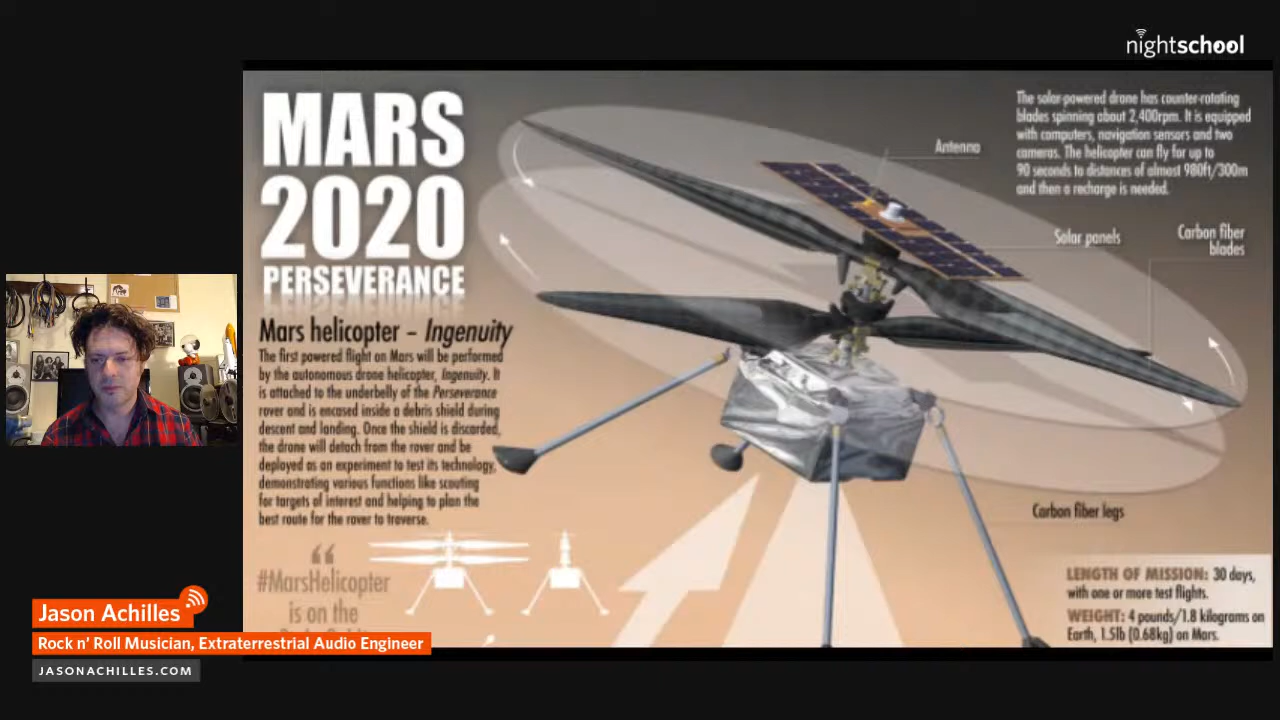 nightschool
MARS
2020
PERSEVERANCE
Mars helicopter – Ingenuity
The first powered flight on Mars will be performed
by the autonomous drone helicopter, Ingenuity. It
is attached to the underbelly of the Perseverance
rover and is encased inside a debris shield during
descent and landing. Once the shield is discarded,
the drone will detach from the rover and be
deployed as an experiment to test its technology,
demonstrating various functions like scouting
for targets of interest and helping to plan the
best route for the rover to traverse.
“
#MarsHelicopter
is on the
The solar-powered drone has counter-rotating
blades spinning about 2,400rpm. It is equipped
with computers, navigation sensors and two
cameras. The helicopter can fly for up to
90 seconds to distances of almost 980ft/300m
and then a recharge is needed.
Antenna
Solar panels
Carbon fiber
blades
Carbon fiber legs
LENGTH OF MISSION: 30 days,
with one or more test flights.
WEIGHT: 4 pounds/1.8 kilograms on
Earth, 1.5lb (0.68kg) on Mars.
Jason Achilles
Rock n’ Roll Musician, Extraterrestrial Audio Engineer
JASONACHILLES.COM